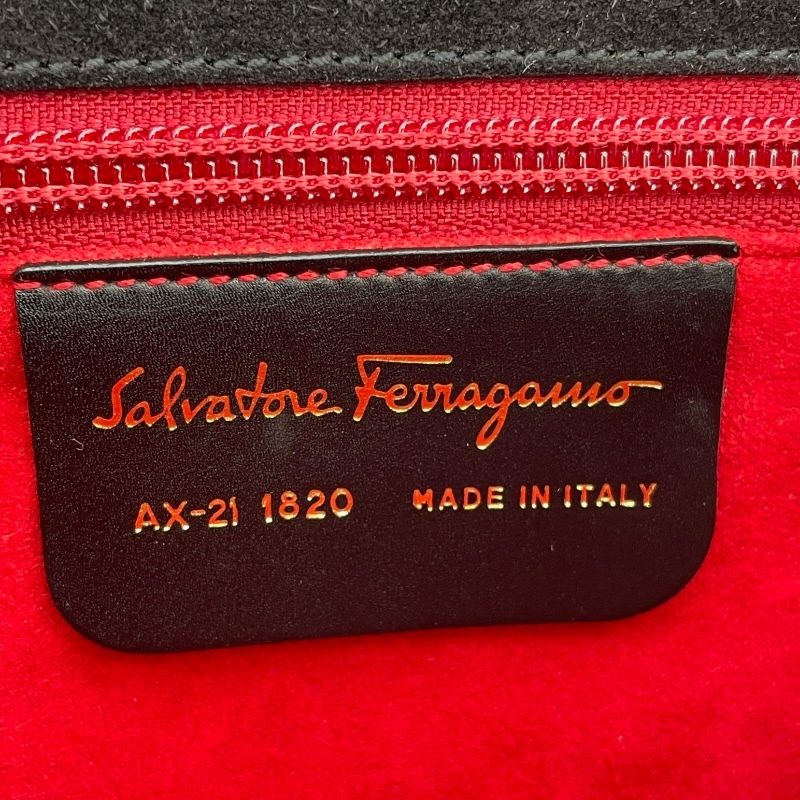 Salvatore Ferragamo
AX-21 1820 MADE IN ITALY